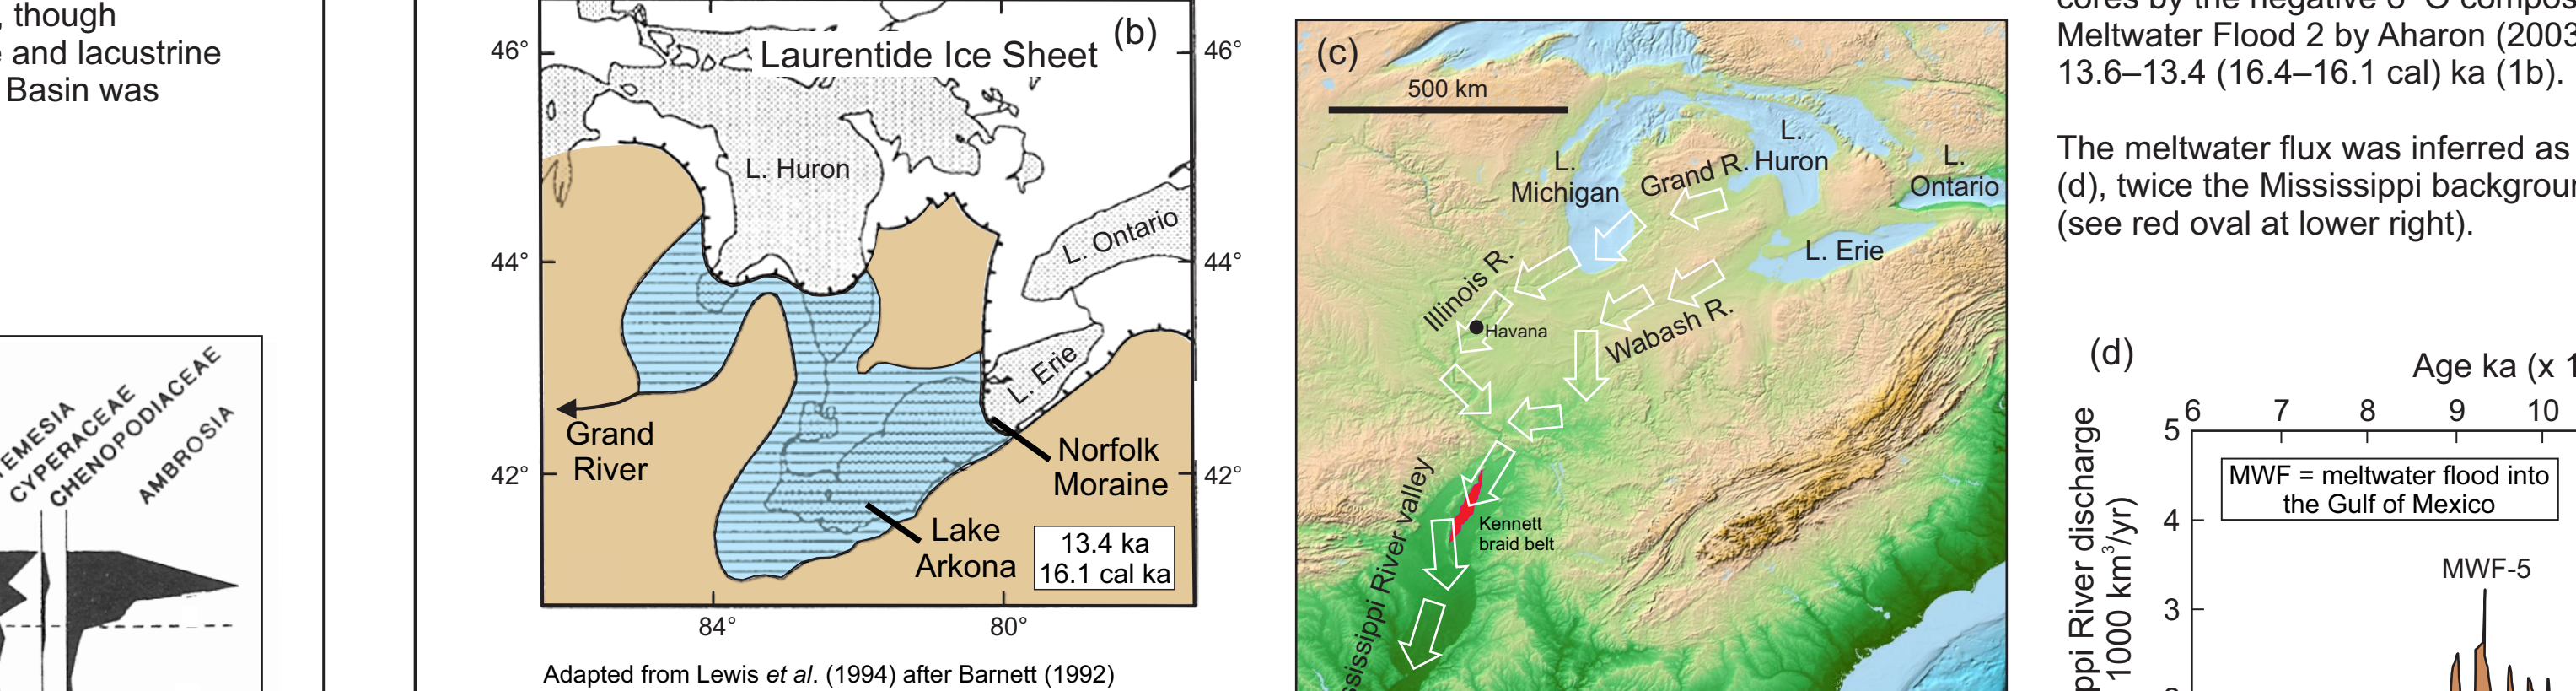 , though
and lacustrine
Basin was
CYPERACEAE
CHENOPODIACEAE
AMBROSIA
(b)
Laurentide Ice Sheet
46°
46°
44°
44°
42°
42°
84°
80°
L. Huron
L. Ontario
L. Erie
Grand
River
Norfolk
Moraine
Lake
Arkona
13.4 ka
16.1 cal ka
Adapted from Lewis et al. (1994) after Barnett (1992)
(c)
500 km
L.
Michigan
Grand R.
L.
Huron
L.
Ontario
L. Erie
Illinois R.
Havana
Wabash R.
Kennett
braid belt
River valley
Meltwater Flood 2 by Aharon (2003
13.6–13.4 (16.4–16.1 cal) ka (1b).
The meltwater flux was inferred as
(d), twice the Mississippi
(see red oval at lower right).
(d)
Age ka (x 1
6 7 8 9 10
5
4
3
River discharge
1000 km³/yr)
MWF = meltwater flood into
the Gulf of Mexico
MWF-5